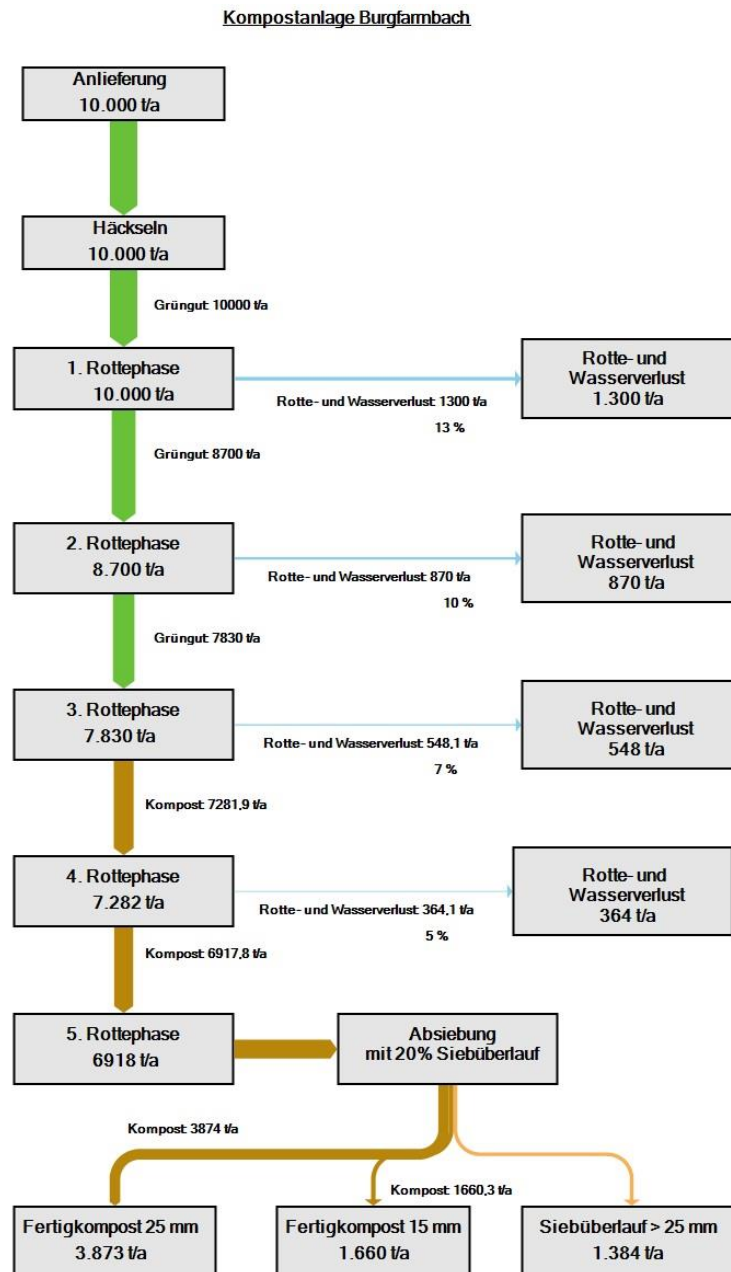 Kompostanlage Burgfarrnbach
Anlieferung
10.000 t/a
Häckseln
10.000 t/a
Grüngut: 10000 t/a
1. Rottephase
10.000 t/a
Rotte- und Wasserverlust: 1300 t/a
13 %
Rotte- und
Wasserverlust
1.300 t/a
Grüngut: 8700 t/a
2. Rottephase
8.700 t/a
Rotte- und Wasserverlust: 870 t/a
10 %
Rotte- und
Wasserverlust
870 t/a
Grüngut: 7830 t/a
3. Rottephase
7.830 t/a
Rotte- und Wasserverlust: 548,1 t/a
7 %
Rotte- und
Wasserverlust
548 t/a
Kompost: 7281,9 t/a
4. Rottephase
7.282 t/a
Rotte- und Wasserverlust: 364,1 t/a
5 %
Rotte- und
Wasserverlust
364 t/a
Kompost: 6917,8 t/a
5. Rottephase
6918 t/a
Absiebung
mit 20% Siebüberlauf
Kompost: 3874 t/a
Kompost: 1660,3 t/a
Fertigkompost 25 mm
3.873 t/a
Fertigkompost 15 mm
1.660 t/a
Siebüberlauf > 25 mm
1.384 t/a